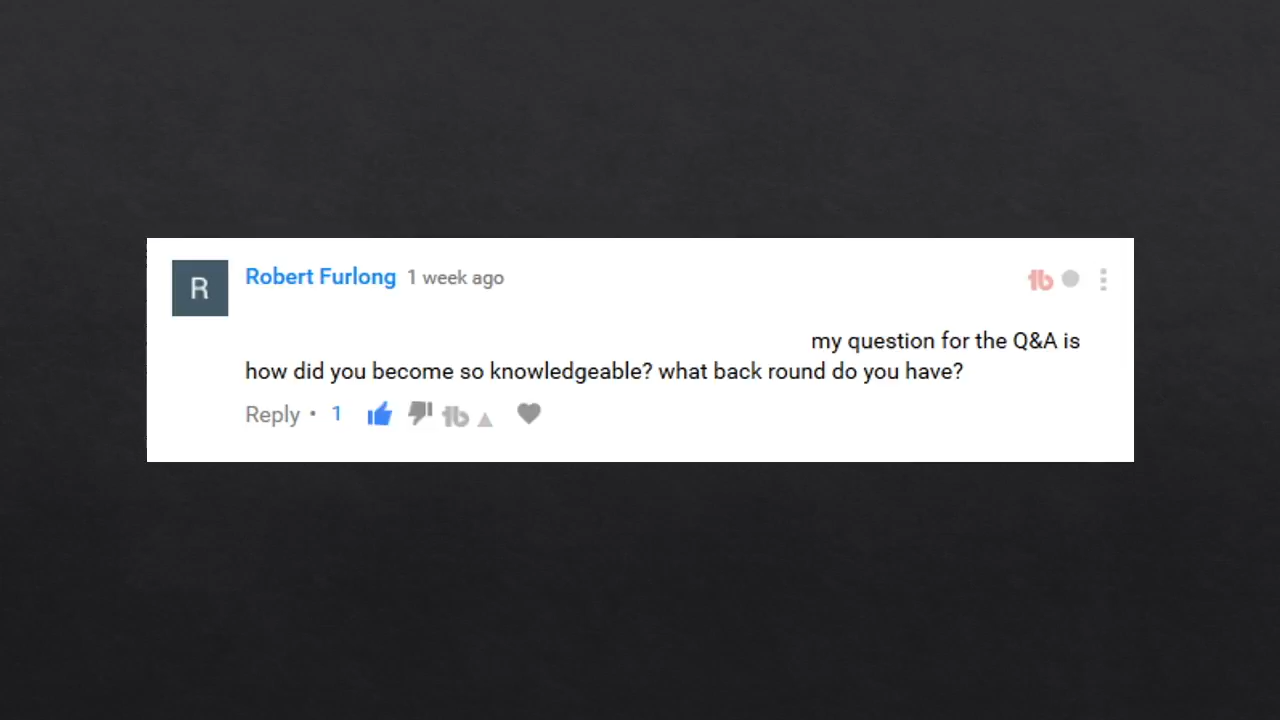 R
Robert Furlong 1 week ago
my question for the Q&A is
how did you become so knowledgeable? what back round do you have?
Reply • 1